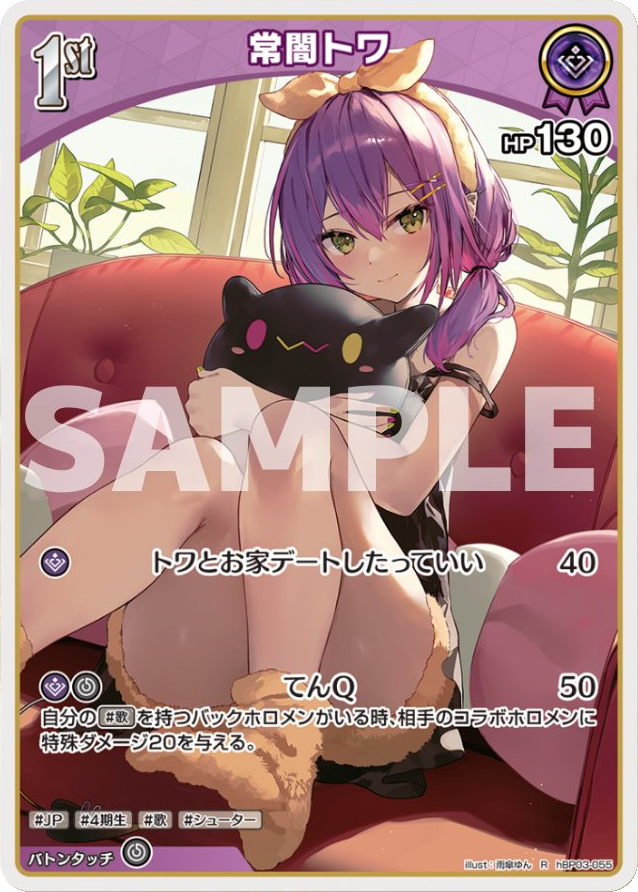 1st
常闇トワ
HP130
SAMPLE
トワとお家デートしたっていい 40
てんQ 50
自分の #歌 を持つバックホロメンがいる時、相手のコラボホロメンに
特殊ダメージ20を与える。
#JP #4期生 #歌 #シューター
バトンタッチ
illust:雨傘ゆん R hBP03-055